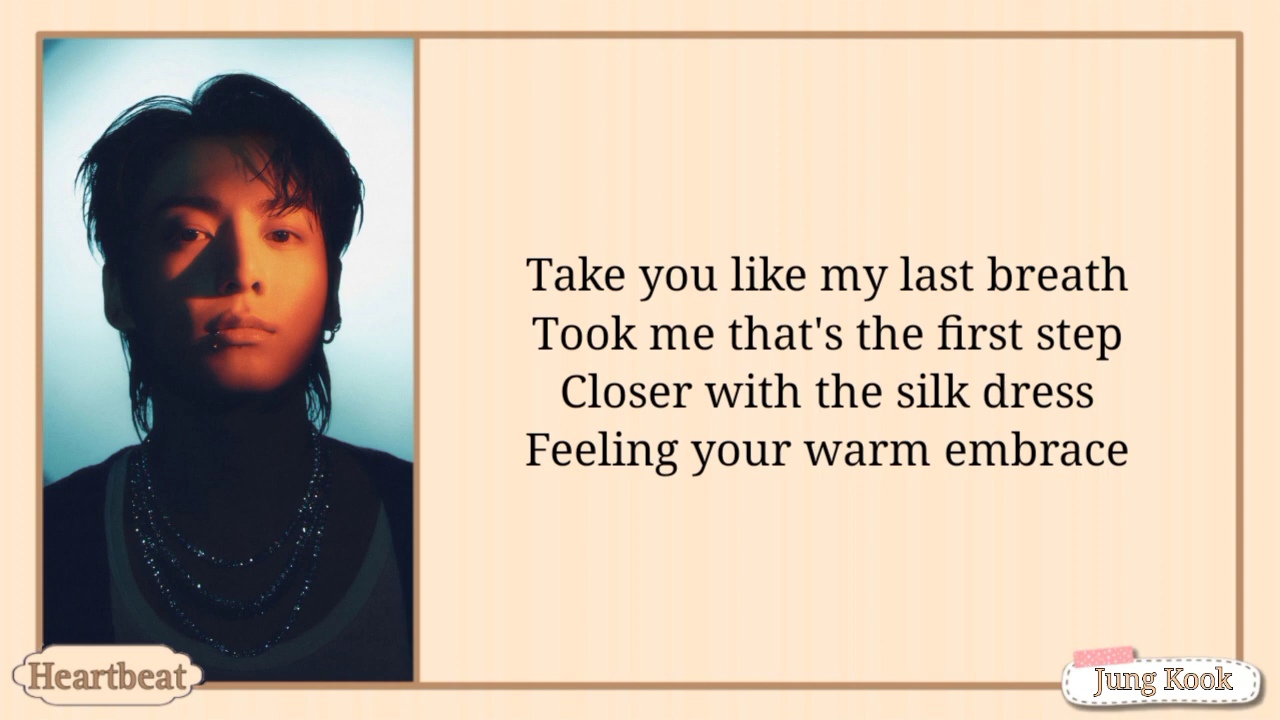 Take you like my last breath
Took me that's the first step
Closer with the silk dress
Feeling your warm embrace
Heartbeat
Jung Kook